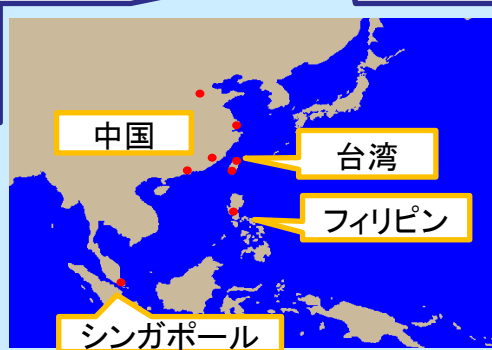 中国
台湾
フィリピン
シンガポール